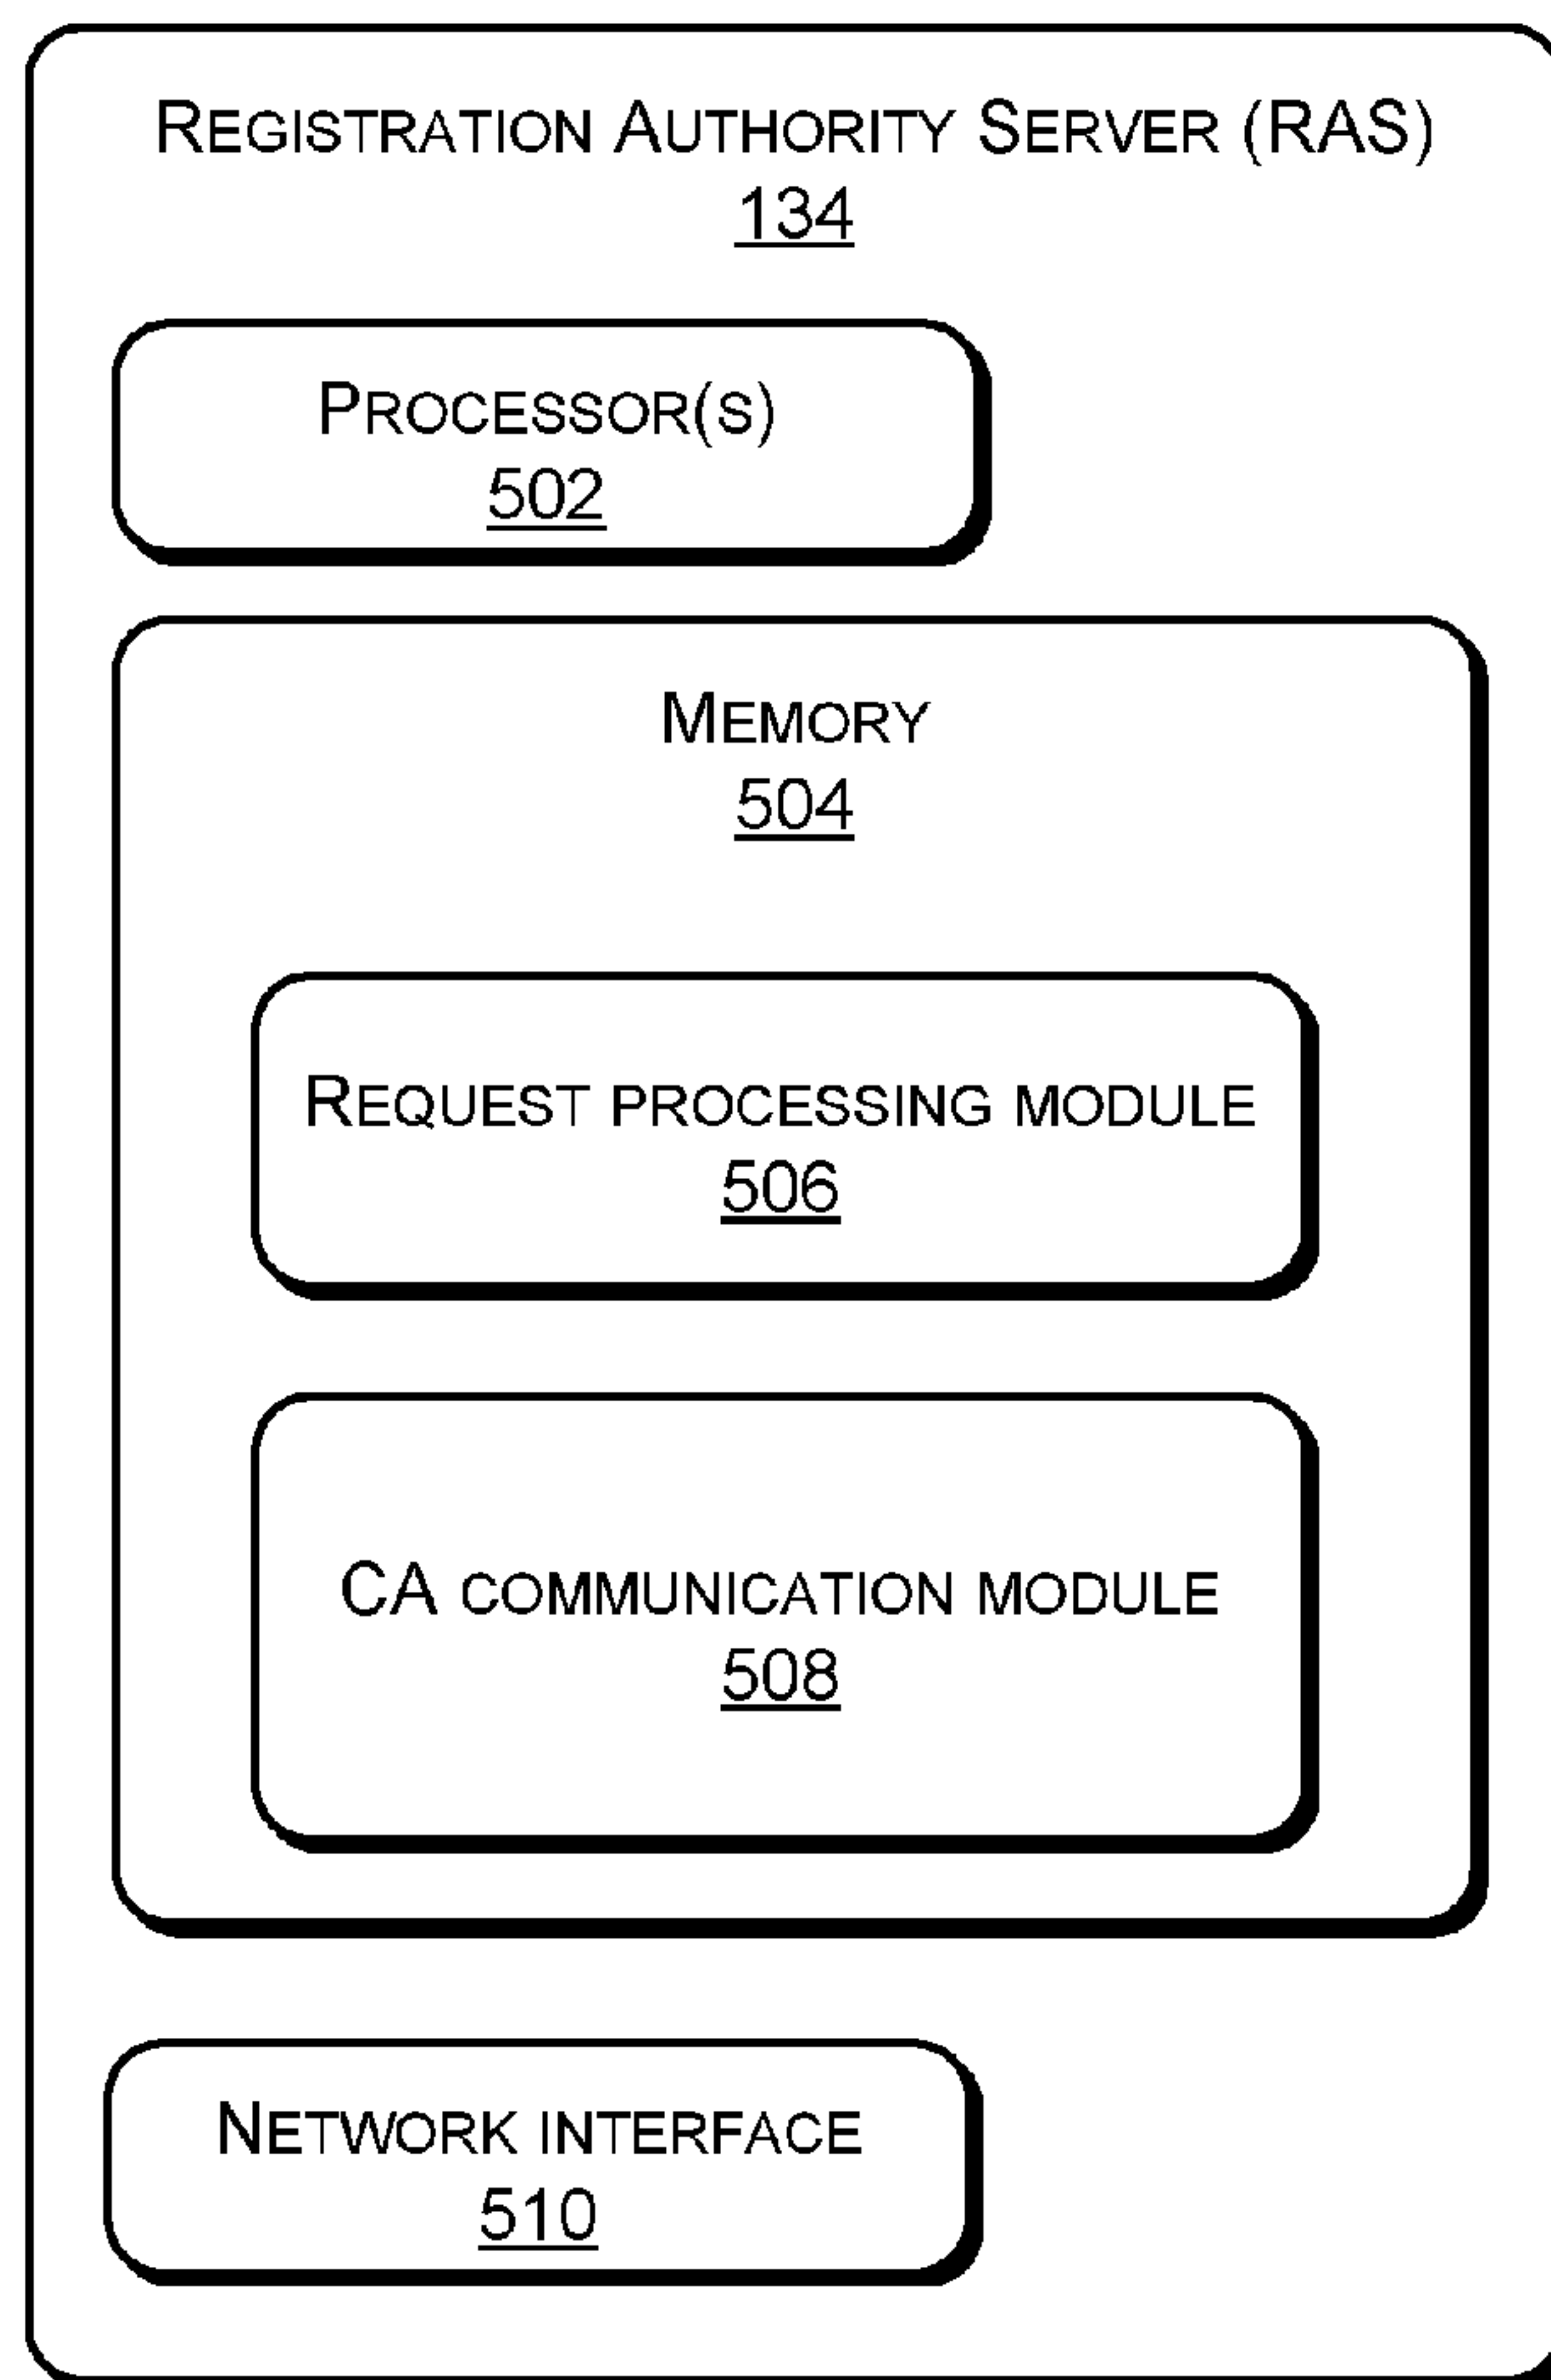 REGISTRATION AUTHORITY SERVER (RAS)
134
PROCESSOR(S)
502
MEMORY
504
REQUEST PROCESSING MODULE
506
CA COMMUNICATION MODULE
508
NETWORK INTERFACE
510